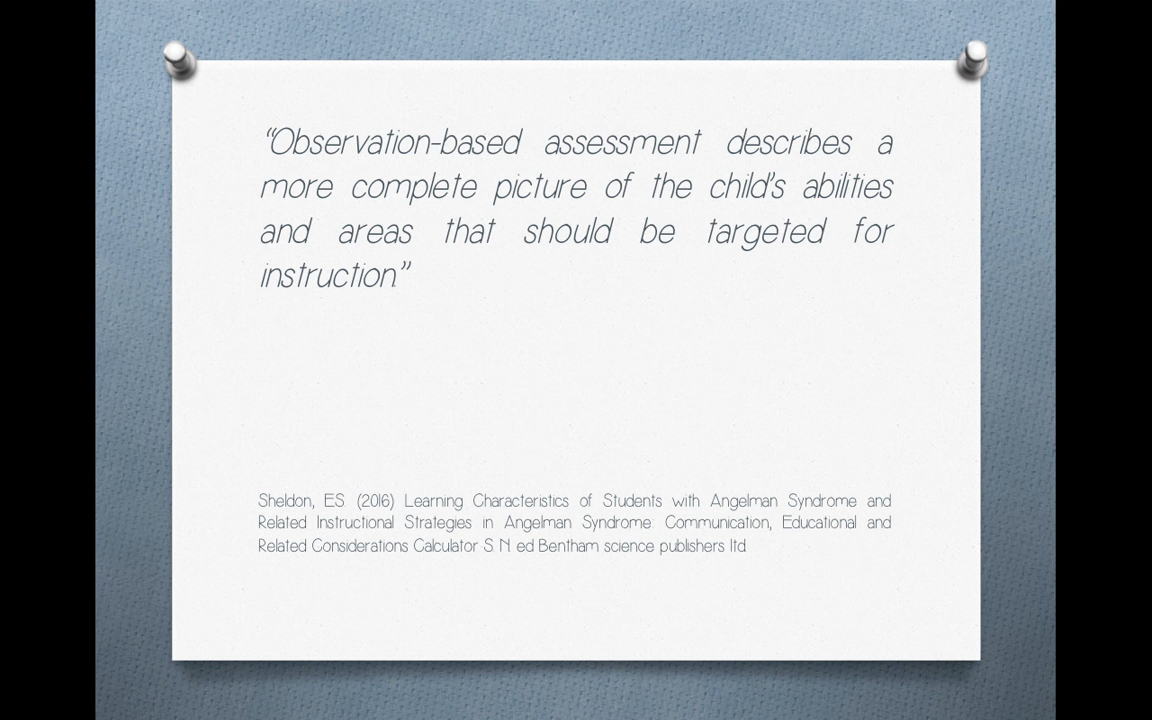 “Observation-based assessment describes a
more complete picture of the child’s abilities
and areas that should be targeted for
instruction.”
Sheldon, E.S. (2016) Learning Characteristics of Students with Angelman Syndrome and
Related Instructional Strategies in Angelman Syndrome: Communication, Educational and
Related Considerations Calculator S. N. ed Bentham science publishers ltd.